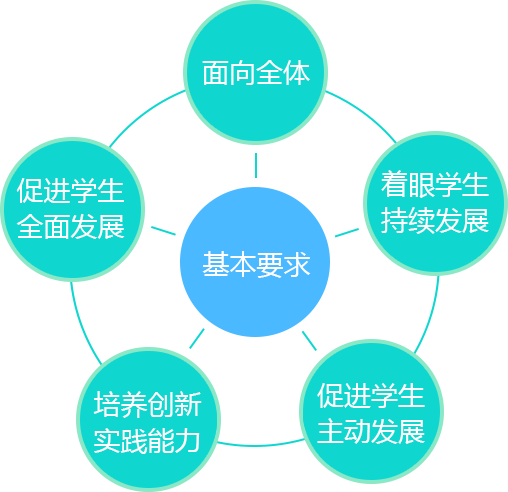 面向全体
着眼学生
持续发展
促进学生
全面发展
基本要求
促进学生
主动发展
培养创新
实践能力